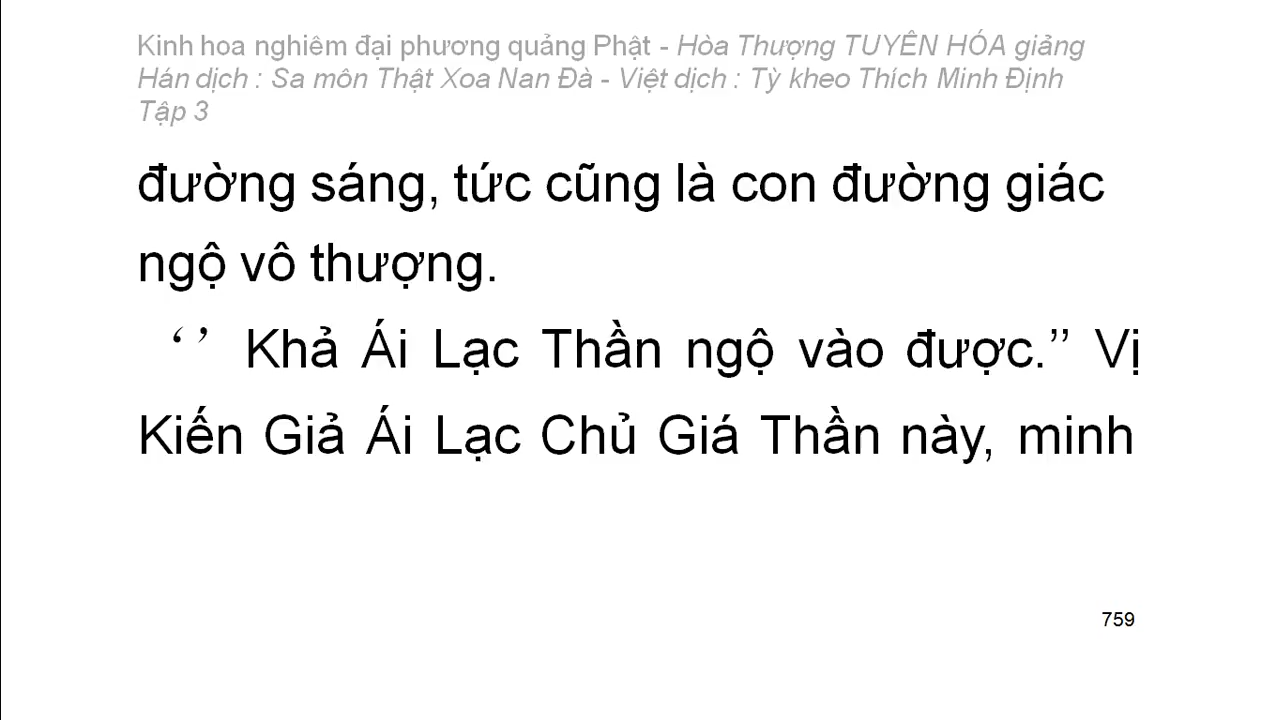 Kinh hoa nghiêm đại phương quảng Phật - Hòa Thượng TUYÊN HÓA giảng
Hán dịch : Sa môn Thật Xoa Nan Đà - Việt dịch : Tỳ kheo Thích Minh Định
Tập 3
đường sáng, tức cũng là con đường giác
ngộ vô thượng.
‘’ Khả Ái Lạc Thần ngộ vào được.’’ Vị
Kiến Giả Ái Lạc Chủ Giá Thần này, minh
759